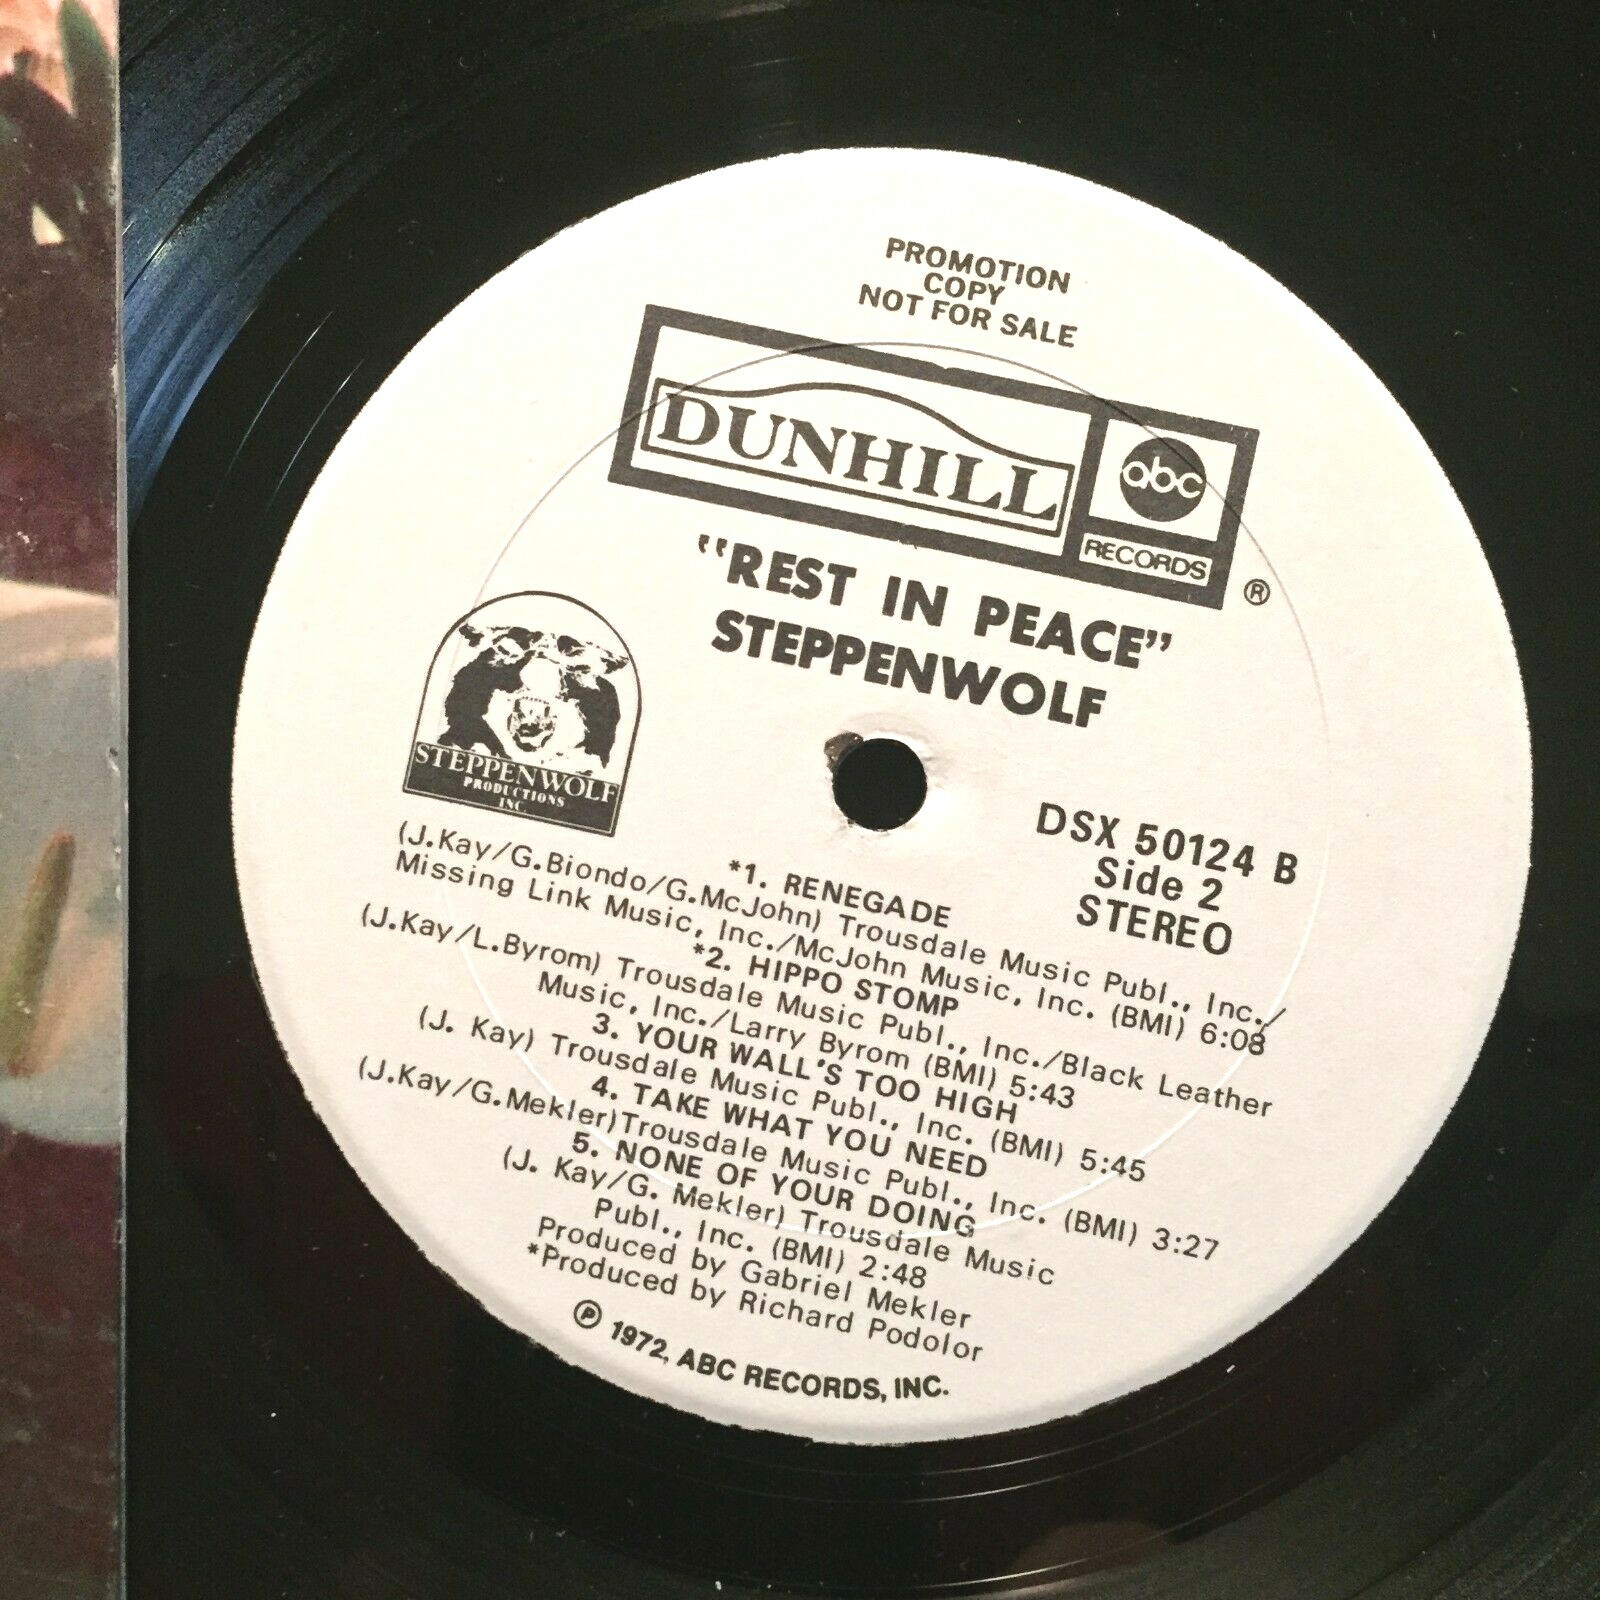 PROMOTION
COPY
NOT FOR SALE
DUNHILL
abc
RECORDS
®
"REST IN PEACE"
STEPPENWOLF
STEPPENWOLF
PRODUCTIONS
INC.
DSX 50124 B
Side 2
STEREO
*1. RENEGADE
(J.Kay/G.Biondo/G.McJohn) Trousdale Music Publ., Inc./
Missing Link Music, Inc./McJohn Music, Inc. (BMI) 6:08
*2. HIPPO STOMP
(J.Kay/L.Byrom) Trousdale Music Publ., Inc./Black Leather
Music, Inc./Larry Byrom (BMI) 5:43
3. YOUR WALL'S TOO HIGH
(J. Kay) Trousdale Music Publ., Inc. (BMI) 5:45
4. TAKE WHAT YOU NEED
(J.Kay/G.Mekler)Trousdale Music Publ., Inc. (BMI) 3:27
5. NONE OF YOUR DOING
(J. Kay/G. Mekler) Trousdale Music
Publ., Inc. (BMI) 2:48
Produced by Gabriel Mekler
*Produced by Richard Podolor
℗ 1972, ABC RECORDS, INC.